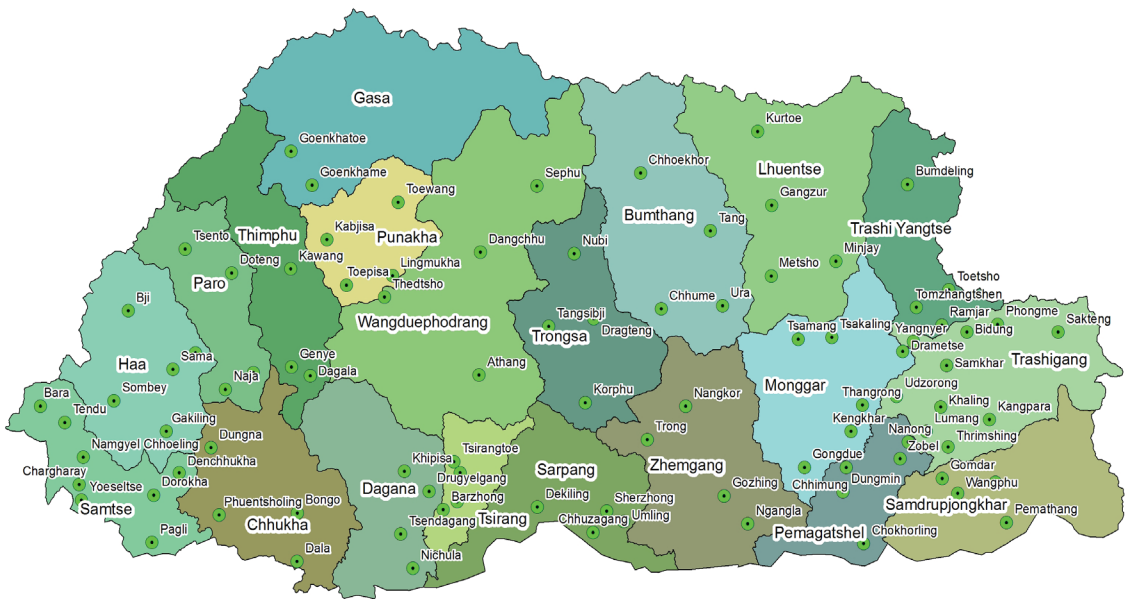 Gasa
Kurtoe
Goenkhatoe
Chhoekhor
Lhuentse
Bumdeling
Goenkhame
Sephu
Toewang
Gangzur
Bumthang
Tang
Trashi Yangtse
Kabjisa
Punakha
Thimphu
Tsento
Dangchhu
Nubi
Minjay
Doteng
Kawang
Lingmukha
Metsho
Paro
Toepisa
Thedtsho
Toetsho
Bji
Chhume
Ura
Tomzhangtshen
Wangduephodrang
Tangsibji
Dragteng
Ramjar
Phongme
Trongsa
Tsamang
Tsakaling
Yangnyer
Bidung
Sakteng
Drametse
Genye
Sama
Haa
Athang
Samkhar
Trashigang
Dagala
Naja
Monggar
Sombey
Korphu
Nankor
Thangrong
Udzorong
Bara
Khaling
Kangpara
Tendu
Gakiling
Kengkhar
Lumang
Dungna
Trong
Nanong
Namgyel Chhoeling
Tsirangtoe
Zobel
Thrimshing
Denchhukha
Khipisa
Sarpang
Zhemgang
Gongdue
Gomdar
Chargharay
Dorokha
Drugyelgang
Dungmin
Wangphu
Yoeseltse
Dagana
Barzhong
Dekiling
Sherzhong
Gozhing
Chhimung
Samdrupjongkhar
Samtse
Phuentsholing
Bongo
Tsendagang
Tsirang
Chhuzagang
Umling
Ngangla
Pemathang
Chhukha
Pagli
Pemagatshel
Chokhorling
Dala
Nichula